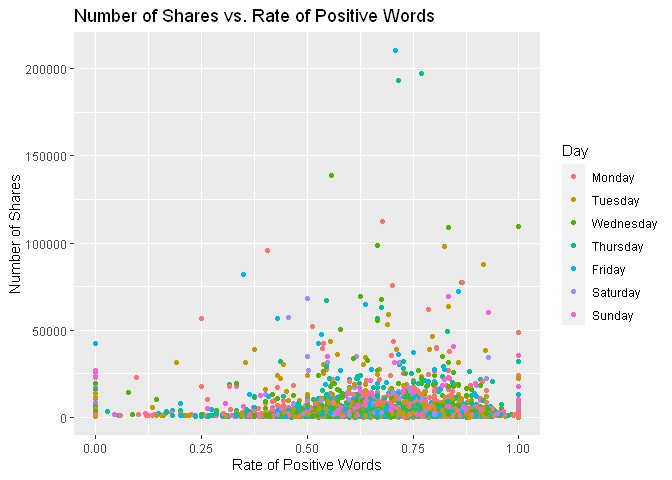 Number of Shares vs. Rate of Positive Words
200000
150000
100000
50000
0
Number of Shares
0.00
0.25
0.50
0.75
1.00
Rate of Positive Words
Day
Monday
Tuesday
Wednesday
Thursday
Friday
Saturday
Sunday